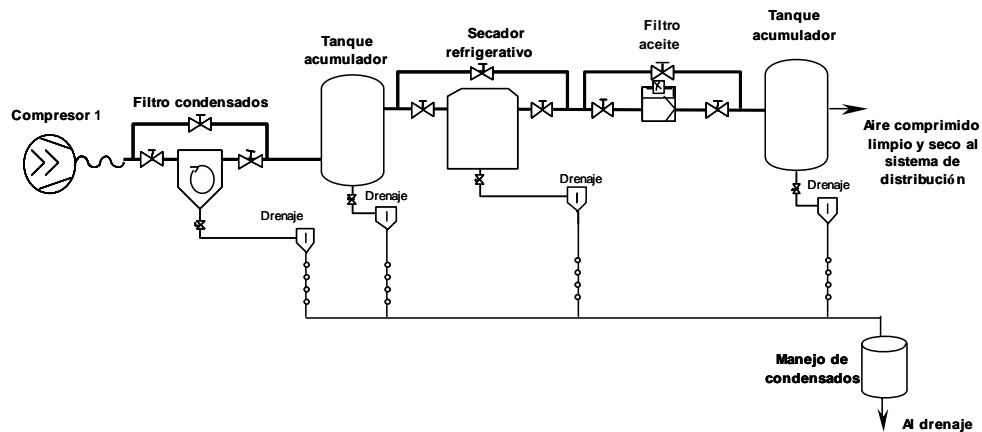 Compresor 1
Filtro condensados
Tanque
acumulador
Secador
refrigerativo
Filtro
aceite
Tanque
acumulador
Aire comprimido
limpio y seco al
sistema de
distribución
Drenaje
Drenaje
Drenaje
Drenaje
Manejo de
condensados
Al drenaje